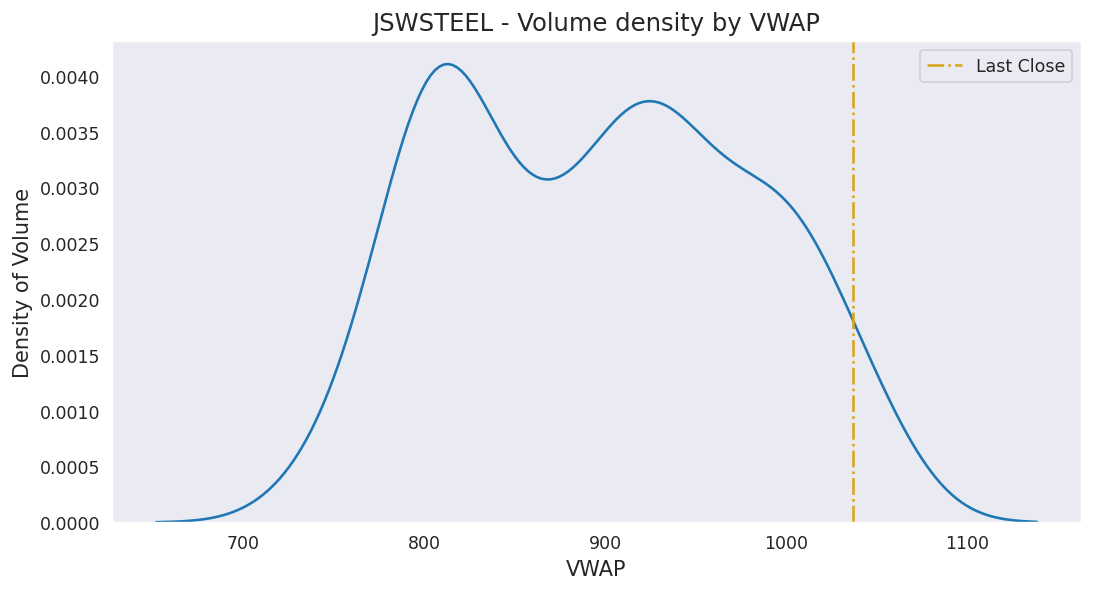 JSWSTEEL - Volume density by VWAP
Last Close
Density of Volume
0.0040
0.0035
0.0030
0.0025
0.0020
0.0015
0.0010
0.0005
0.0000
700 800 900 1000 1100
VWAP